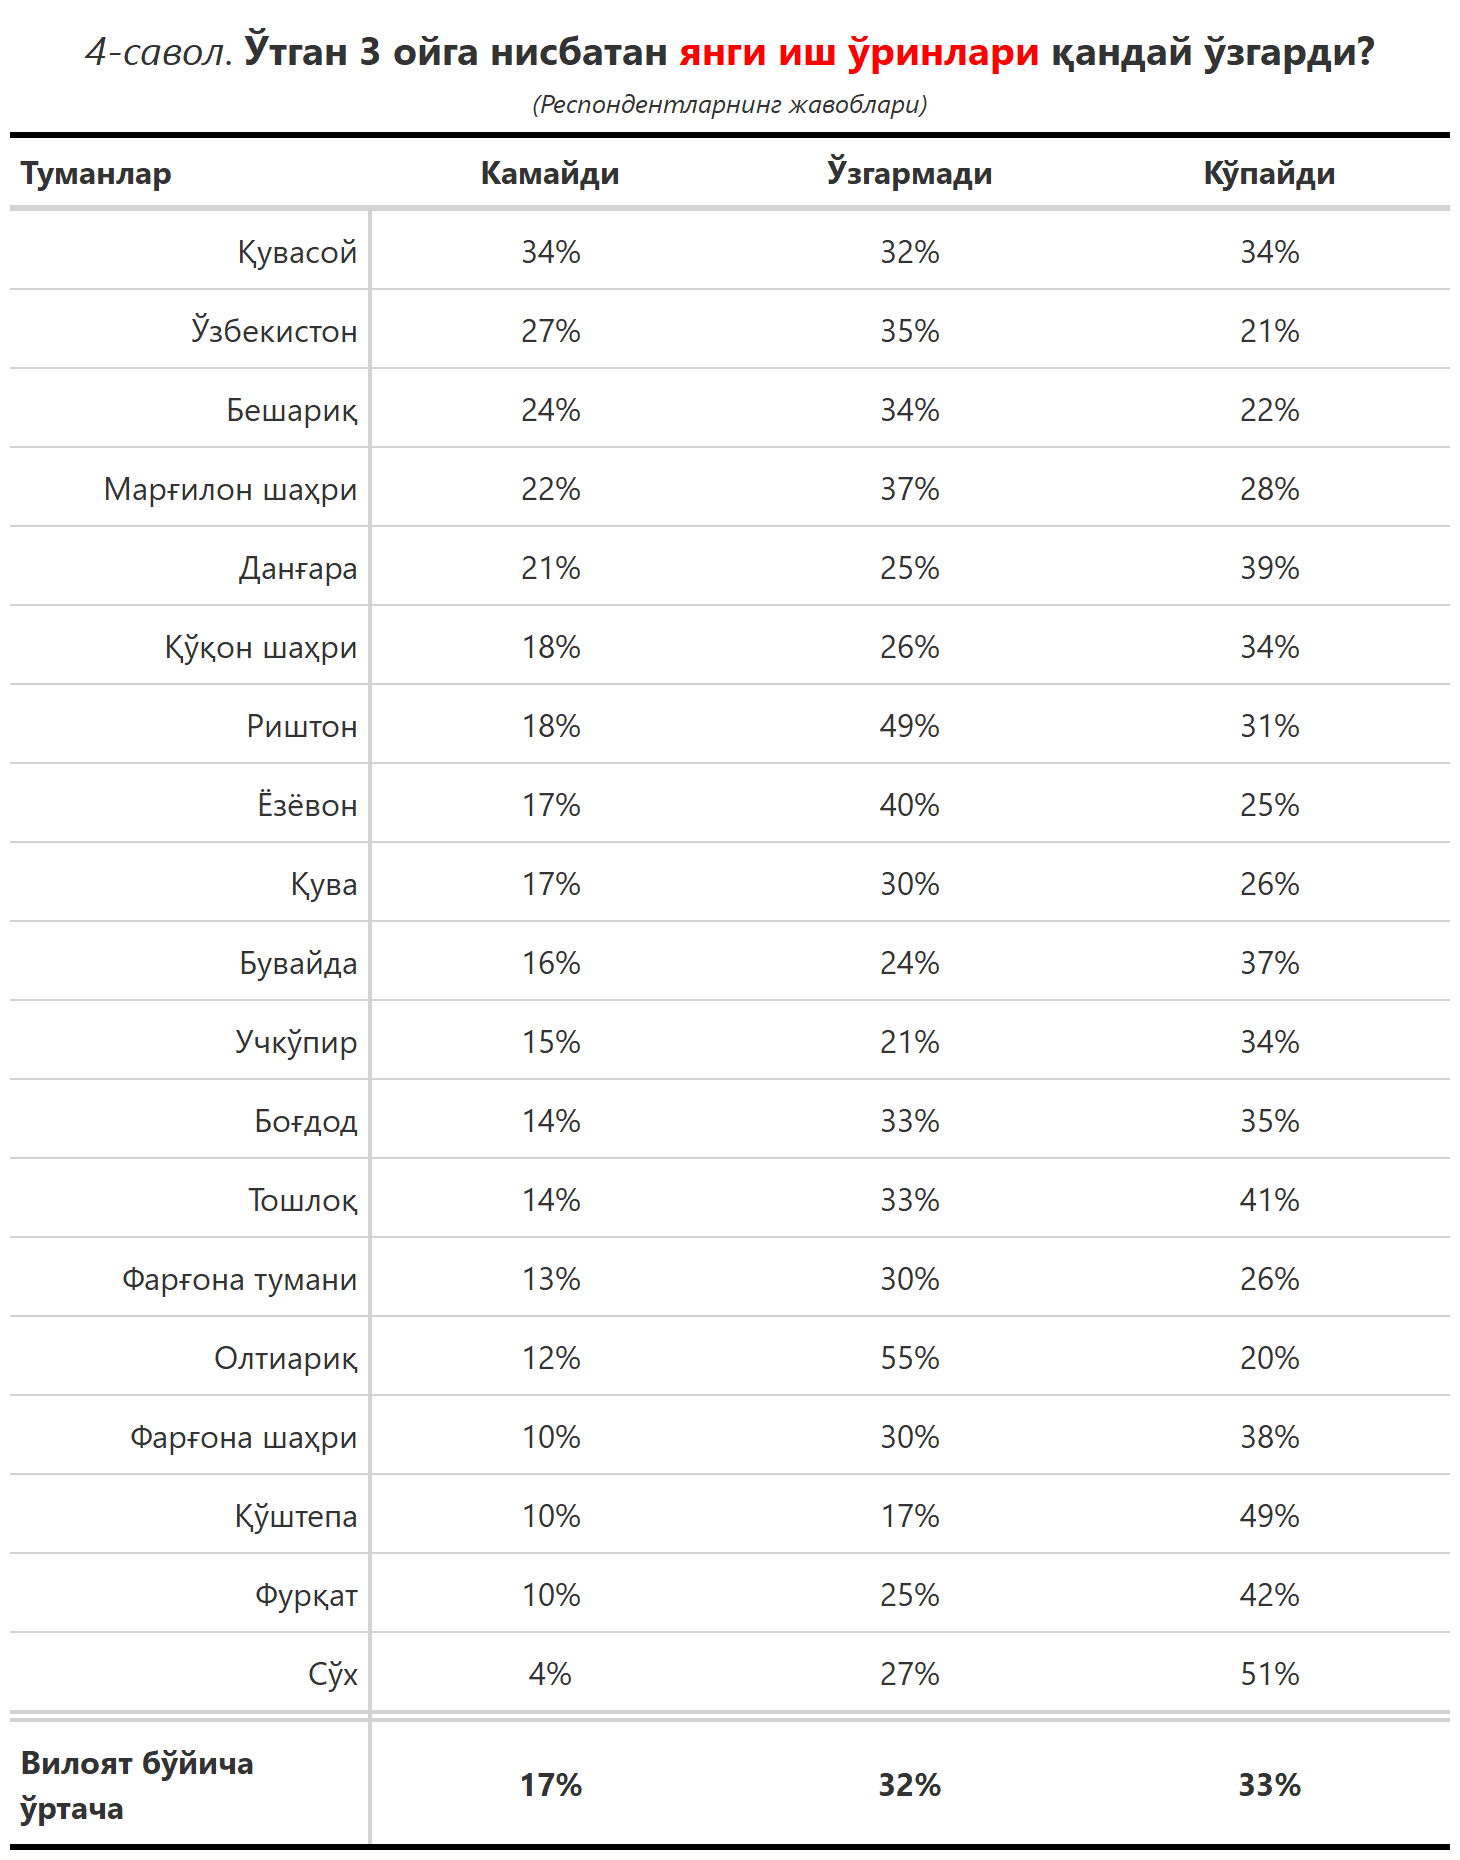 4-савол. Ўтган 3 ойга нисбатан янги иш ўринлари қандай ўзгарди?
(Респондентларнинг жавоблари)
Туманлар Камайди Ўзгармади Кўпайди
Қувасой 34% 32% 34%
Ўзбекистон 27% 35% 21%
Бешариқ 24% 34% 22%
Марғилон шаҳри 22% 37% 28%
Данғара 21% 25% 39%
Қўқон шаҳри 18% 26% 34%
Риштон 18% 49% 31%
Ёзёвон 17% 40% 25%
Қува 17% 30% 26%
Бувайда 16% 24% 37%
Учкўпир 15% 21% 34%
Боғдод 14% 33% 35%
Тошлоқ 14% 33% 41%
Фарғона тумани 13% 30% 26%
Олтиариқ 12% 55% 20%
Фарғона шаҳри 10% 30% 38%
Қўштепа 10% 17% 49%
Фурқат 10% 25% 42%
Сўх 4% 27% 51%
Вилоят бўйича
ўртача 17% 32% 33%